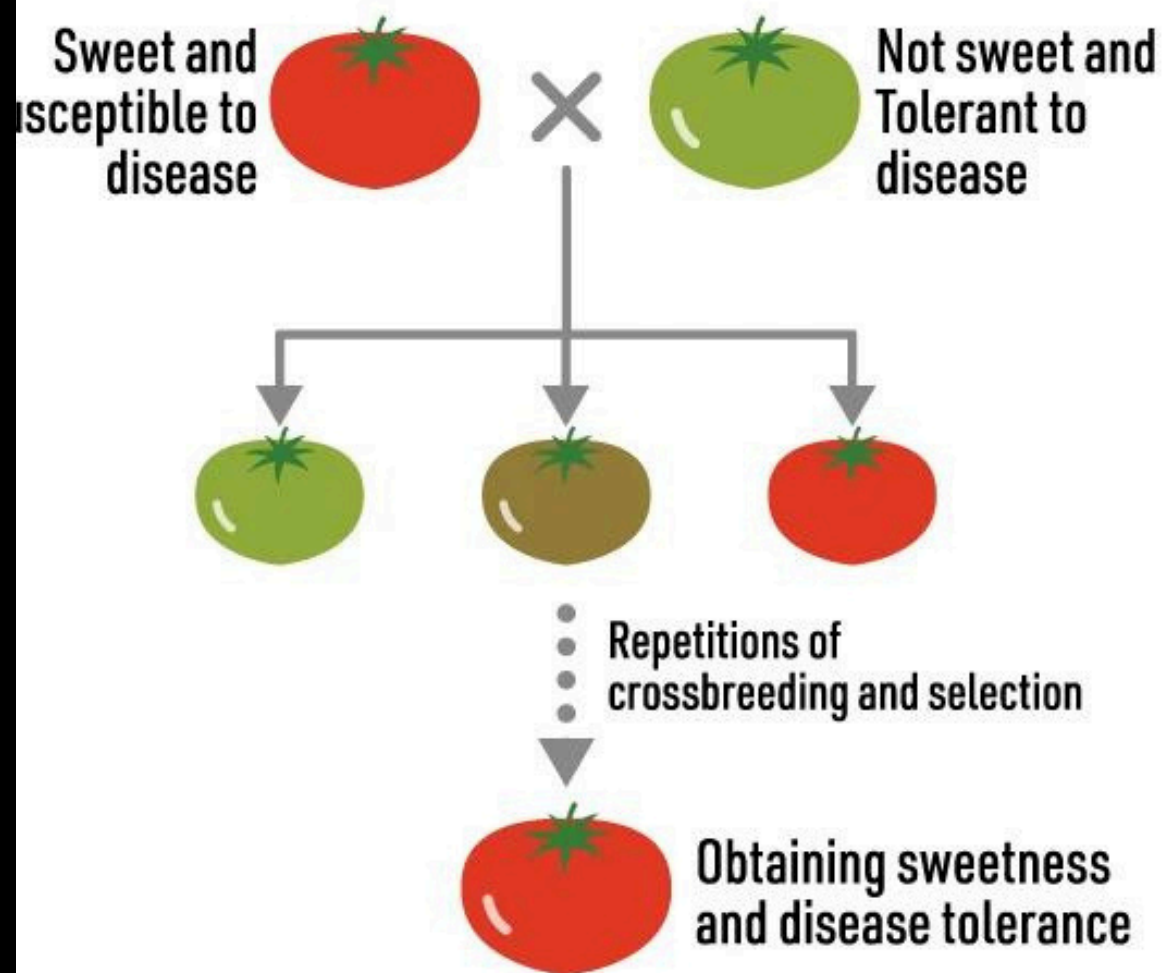 Sweet and
usceptible to
disease
Not sweet and
Tolerant to
disease
Repetitions of
crossbreeding and selection
Obtaining sweetness
and disease tolerance